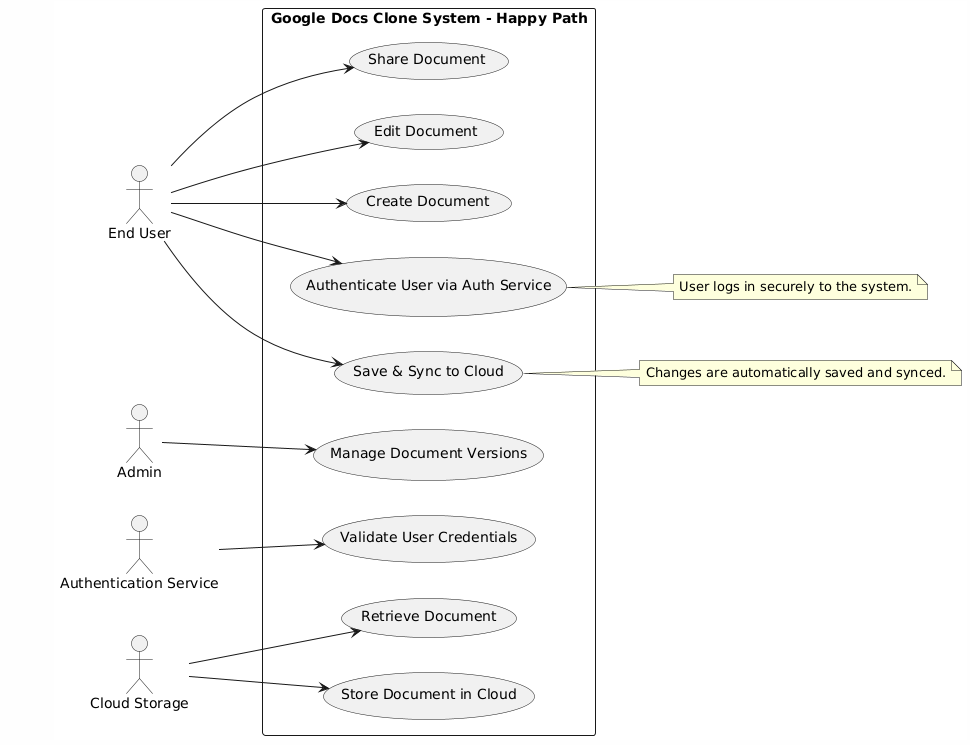 Google Docs Clone System - Happy Path
Share Document
Edit Document
Create Document
End User
Authenticate User via Auth Service
User logs in securely to the system.
Save & Sync to Cloud
Changes are automatically saved and synced.
Manage Document Versions
Admin
Validate User Credentials
Authentication Service
Retrieve Document
Store Document in Cloud
Cloud Storage